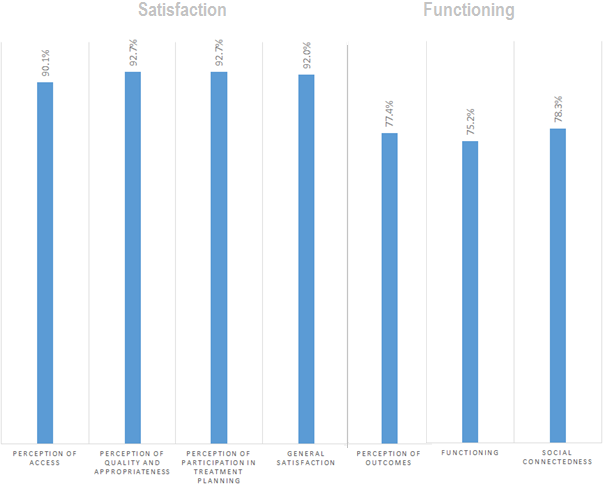 Satisfaction
Functioning
90.1%
92.7%
92.7%
92.0%
77.4%
75.2%
78.3%
PERCEPTION OF
ACCESS
PERCEPTION OF
QUALITY AND
APPROPRIATENESS
PERCEPTION OF
PARTICIPATION IN
TREATMENT
PLANNING
GENERAL
SATISFACTION
PERCEPTION OF
OUTCOMES
FUNCTIONING
SOCIAL
CONNECTEDNESS